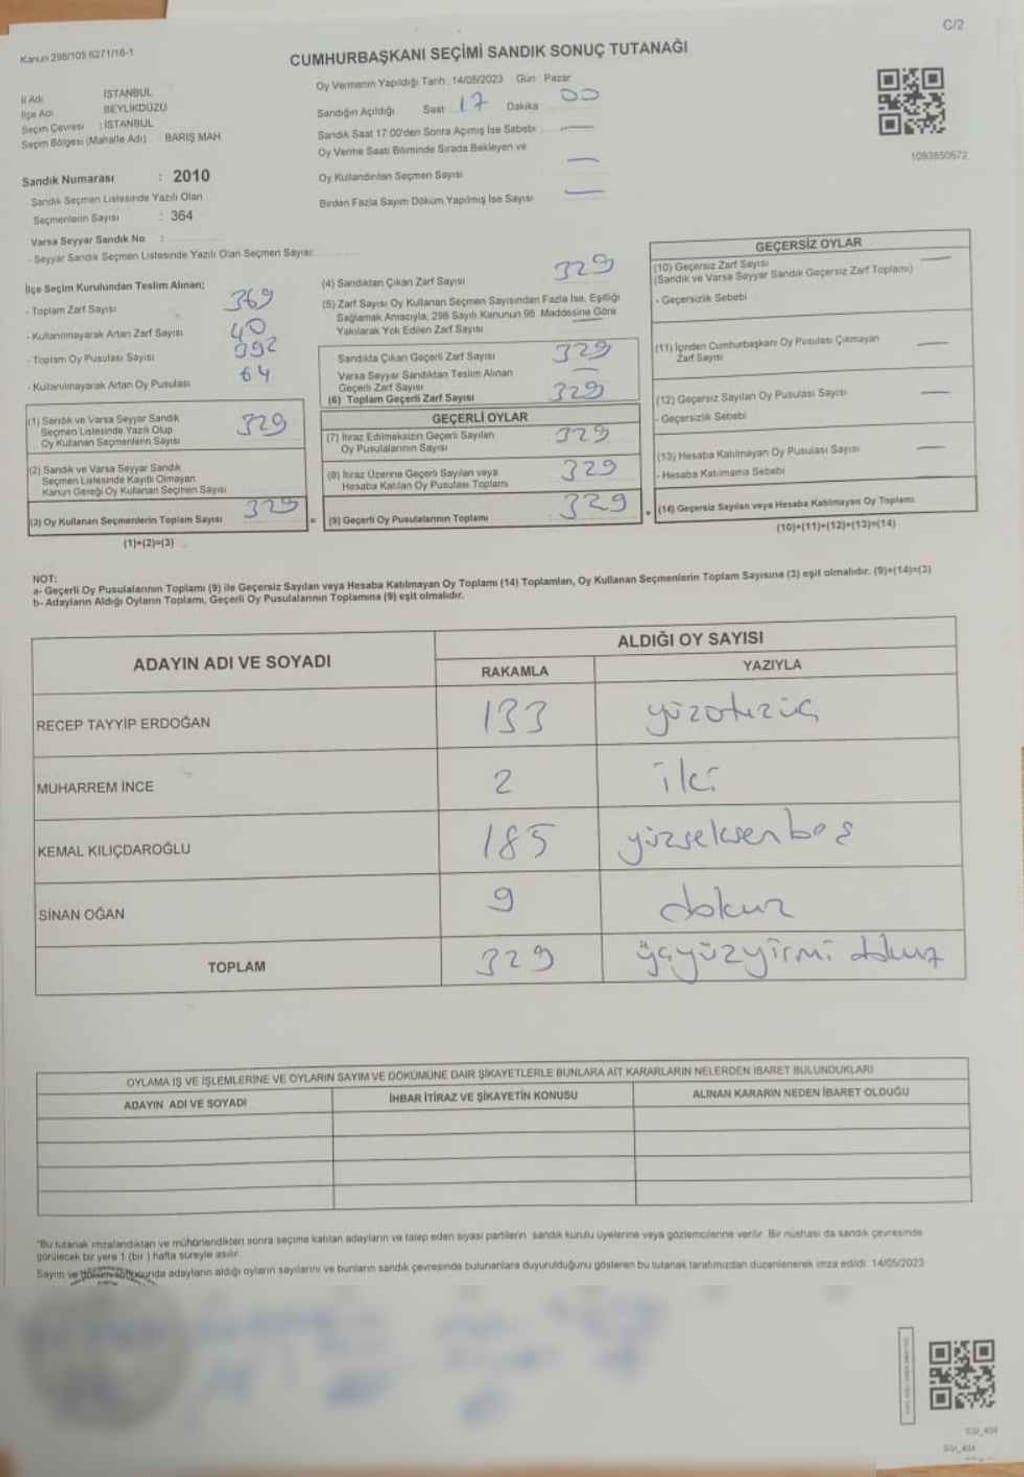 C/2
Kanun 298/105 6271/16-1
CUMHURBAŞKANI SEÇİMİ SANDIK SONUÇ TUTANAĞI
Oy Vermenin Yapıldığı Tarih : 14/05/2023 Gün Pazar
İl Adı İSTANBUL
İlçe Adı BEYLİKDÜZÜ
Seçim Çevresi : İSTANBUL
Seçim Bölgesi (Mahalle Adı) BARIŞ MAH.
Sandığın Açıldığı Saat 17 Dakika 00
Sandık Saat 17:00'den Sonra Açılmış İse Sebebi —
Oy Verme Saati Bitiminde Sırada Bekleyen ve
Oy Kullandırılan Seçmen Sayısı —
Birden Fazla Sayım Döküm Yapılmış İse Sayısı —
1093650672
Sandık Numarası : 2010
Sandık Seçmen Listesinde Yazılı Olan
Seçmenlerin Sayısı : 364
Varsa Seyyar Sandık No :
- Seyyar Sandık Seçmen Listesinde Yazılı Olan Seçmen Sayısı:
İlçe Seçim Kurulundan Teslim Alınan;
- Toplam Zarf Sayısı 369
- Kullanılmayarak Artan Zarf Sayısı 40
- Toplam Oy Pusulası Sayısı 392
- Kullanılmayarak Artan Oy Pusulası 64
(1) Sandık ve Varsa Seyyar Sandık
Seçmen Listesinde Yazılı Olup
Oy Kullanan Seçmenlerin Sayısı 329
(2) Sandık ve Varsa Seyyar Sandık
Seçmen Listesinde Kayıtlı Olmayan
Kanun Gereği Oy Kullanan Seçmen Sayısı
(3) Oy Kullanan Seçmenlerin Toplam Sayısı 329
(1)+(2)=(3)
(4) Sandıktan Çıkan Zarf Sayısı 329
(5) Zarf Sayısı Oy Kullanan Seçmen Sayısından Fazla İse, Eşitliği
Sağlamak Amacıyla, 298 Sayılı Kanunun 98. Maddesine Göre
Yakılarak Yok Edilen Zarf Sayısı —
Sandıkta Çıkan Geçerli Zarf Sayısı 329
Varsa Seyyar Sandıktan Teslim Alınan
Geçerli Zarf Sayısı —
(6) Toplam Geçerli Zarf Sayısı 329
GEÇERLİ OYLAR
(7) İtiraz Edilmeksizin Geçerli Sayılan
Oy Pusulalarının Sayısı 329
(8) İtiraz Üzerine Geçerli Sayılan veya
Hesaba Katılan Oy Pusulası Toplamı 329
= (9) Geçerli Oy Pusulalarının Toplamı 329
GEÇERSİZ OYLAR
(10) Geçersiz Zarf Sayısı —
(Sandık ve Varsa Seyyar Sandık Geçersiz Zarf Toplamı)
- Geçersizlik Sebebi
(11) İçinden Cumhurbaşkanı Oy Pusulası Çıkmayan
Zarf Sayısı —
(12) Geçersiz Sayılan Oy Pusulası Sayısı —
- Geçersizlik Sebebi
(13) Hesaba Katılmayan Oy Pusulası Sayısı —
- Hesaba Katılmama Sebebi
+ (14) Geçersiz Sayılan veya Hesaba Katılmayan Oy Toplamı
(10)+(11)+(12)+(13)=(14)
NOT:
a- Geçerli Oy Pusulalarının Toplamı (9) ile Geçersiz Sayılan veya Hesaba Katılmayan Oy Toplamı (14) Toplamları, Oy Kullanan Seçmenlerin Toplam Sayısına (3) eşit olmalıdır. (9)+(14)=(3)
b- Adayların Aldığı Oyların Toplamı, Geçerli Oy Pusulalarının Toplamına (9) eşit olmalıdır.
ADAYIN ADI VE SOYADI ALDIĞI OY SAYISI
RAKAMLA YAZIYLA
RECEP TAYYİP ERDOĞAN 133 yüzotuzüç
MUHARREM İNCE 2 iki
KEMAL KILIÇDAROĞLU 185 yüzseksenbeş
SİNAN OĞAN 9 dokuz
TOPLAM 329 üçyüzyirmi dokuz
OYLAMA İŞ VE İŞLEMLERİNE VE OYLARIN SAYIM VE DÖKÜMÜNE DAİR ŞİKAYETLERLE BUNLARA AİT KARARLARIN NELERDEN İBARET BULUNDUKLARI
ADAYIN ADI VE SOYADI İHBAR İTİRAZ VE ŞİKAYETİN KONUSU ALINAN KARARIN NEDEN İBARET OLDUĞU
*Bu tutanak imzalandıktan ve mühürlendikten sonra seçime katılan adayların ve talep eden siyasi partilerin sandık kurulu üyelerine veya gözlemcilerine verilir. Bir nüshası da sandık çevresinde
görülecek bir yere 1 (bir ) hafta süreyle asılır.
Sayım ve döküm sonucunda adayların aldığı oyların sayılarını ve bunların sandık çevresinde bulunanlara duyurulduğunu gösteren bu tutanak tarafımızdan düzenlenerek imza edildi. 14/05/2023